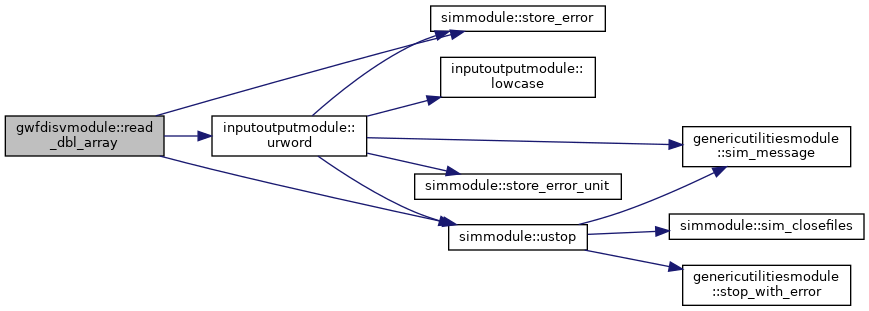 gwfdisvmodule::read
_dbl_array
inputoutputmodule::
urword
simmodule::store_error
inputoutputmodule::
lowcase
simmodule::store_error_unit
simmodule::ustop
genericutilitiesmodule
::sim_message
simmodule::sim_closefiles
genericutilitiesmodule
::stop_with_error